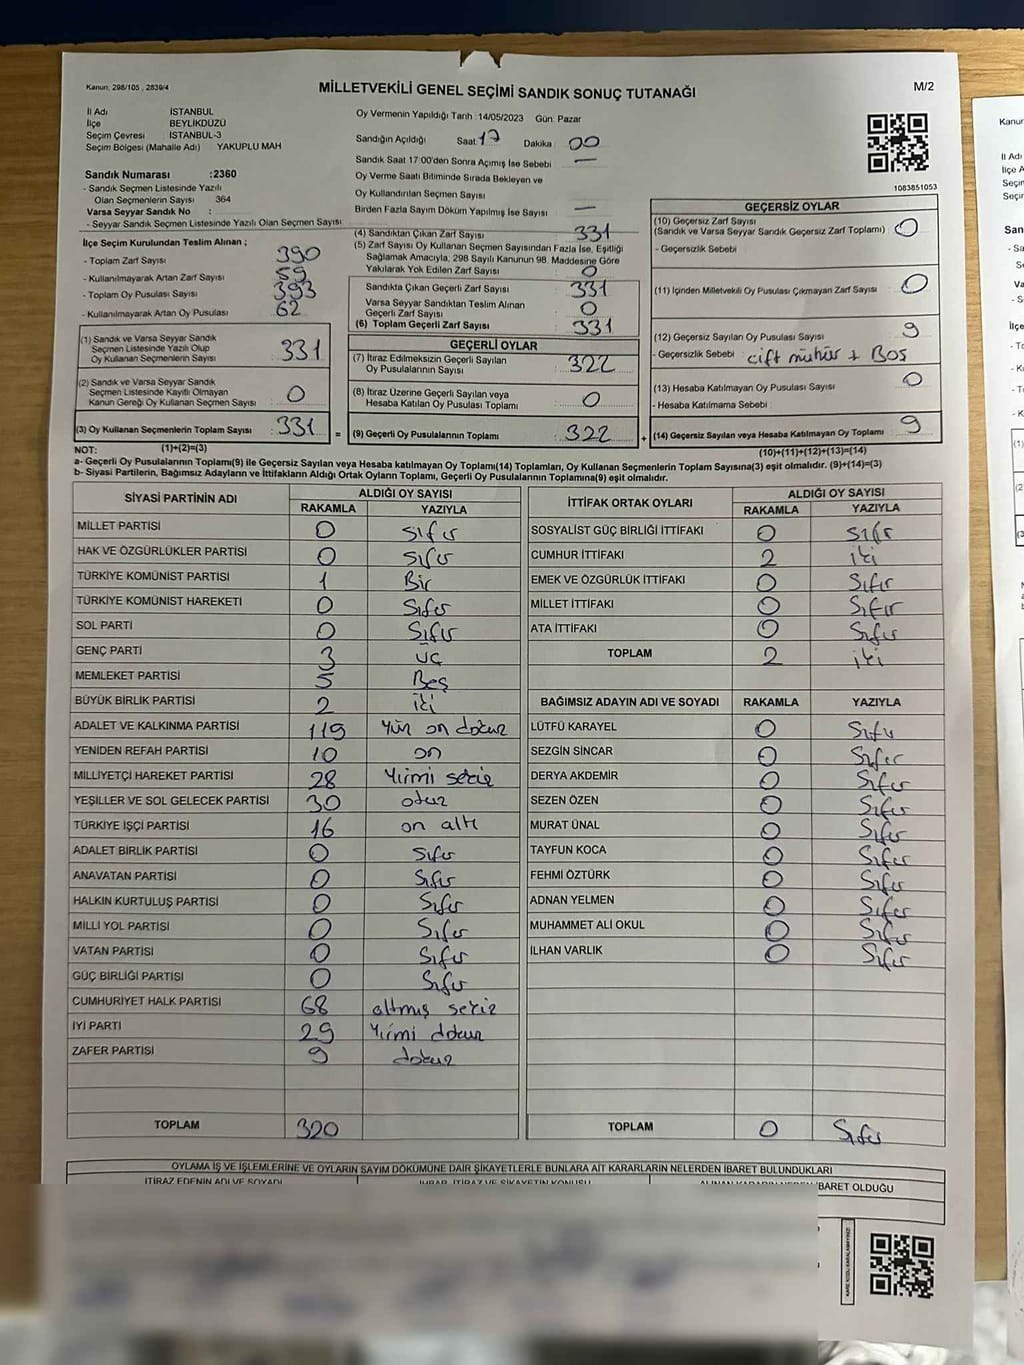 Kanun; 298/105 , 2839/4
MİLLETVEKİLİ GENEL SEÇİMİ SANDIK SONUÇ TUTANAĞI
M/2
İl Adı İSTANBUL
İlçe BEYLİKDÜZÜ
Seçim Çevresi İSTANBUL-3
Seçim Bölgesi (Mahalle Adı) YAKUPLU MAH
Oy Vermenin Yapıldığı Tarih :14/05/2023 Gün: Pazar
Sandığın Açıldığı Saat 17 Dakika 00
Sandık Saat 17:00'den Sonra Açımış İse Sebebi —
Oy Verme Saati Bitiminde Sırada Bekleyen ve
Oy Kullandırılan Seçmen Sayısı
Birden Fazla Sayım Döküm Yapılmış İse Sayısı —
1083851053
Sandık Numarası :2360
- Sandık Seçmen Listesinde Yazılı
Olan Seçmenlerin Sayısı 364
Varsa Seyyar Sandık No :
- Seyyar Sandık Seçmen Listesinde Yazılı Olan Seçmen Sayısı:
İlçe Seçim Kurulundan Teslim Alınan ;
- Toplam Zarf Sayısı 390
- Kullanılmayarak Artan Zarf Sayısı : 59
- Toplam Oy Pusulası Sayısı 393
- Kullanılmayarak Artan Oy Pusulası : 62
(1) Sandık ve Varsa Seyyar Sandık
Seçmen Listesinde Yazılı Olup
Oy Kullanan Seçmenlerin Sayısı : 331
(2) Sandık ve Varsa Seyyar Sandık
Seçmen Listesinde Kayıtlı Olmayan
Kanun Gereği Oy Kullanan Seçmen Sayısı : 0
(3) Oy Kullanan Seçmenlerin Toplam Sayısı : 331 =
(1)+(2)=(3)
(4) Sandıktan Çıkan Zarf Sayısı 331
(5) Zarf Sayısı Oy Kullanan Seçmen Sayısından Fazla İse, Eşitliği
Sağlamak Amacıyla, 298 Sayılı Kanunun 98. Maddesine Göre
Yakılarak Yok Edilen Zarf Sayısı : 0
Sandıkta Çıkan Geçerli Zarf Sayısı : 331
Varsa Seyyar Sandıktan Teslim Alınan
Geçerli Zarf Sayısı : 0
(6) Toplam Geçerli Zarf Sayısı : 331
GEÇERLİ OYLAR
(7) İtiraz Edilmeksizin Geçerli Sayılan
Oy Pusulalarının Sayısı : 322
(8) İtiraz Üzerine Geçerli Sayılan veya
Hesaba Katılan Oy Pusulası Toplamı : 0
(9) Geçerli Oy Pusulalarının Toplamı : 322 +
GEÇERSİZ OYLAR
(10) Geçersiz Zarf Sayısı
(Sandık ve Varsa Seyyar Sandık Geçersiz Zarf Toplamı) : 0
- Geçersizlik Sebebi :
(11) İçinden Milletvekili Oy Pusulası Çıkmayan Zarf Sayısı : 0
(12) Geçersiz Sayılan Oy Pusulası Sayısı : 9
- Geçersizlik Sebebi : çift mühür + Boş
(13) Hesaba Katılmayan Oy Pusulası Sayısı : 0
- Hesaba Katılmama Sebebi :
(14) Geçersiz Sayılan veya Hesaba Katılmayan Oy Toplamı : 9
(10)+(11)+(12)+(13)=(14)
NOT:
a- Geçerli Oy Pusulalarının Toplamı(9) ile Geçersiz Sayılan veya Hesaba katılmayan Oy Toplamı(14) Toplamları, Oy Kullanan Seçmenlerin Toplam Sayısına(3) eşit olmalıdır. (9)+(14)=(3)
b- Siyasi Partilerin, Bağımsız Adayların ve İttifakların Aldığı Ortak Oyların Toplamı, Geçerli Oy Pusulalarının Toplamına(9) eşit olmalıdır.
SİYASİ PARTİNİN ADI ALDIĞI OY SAYISI
RAKAMLA YAZIYLA
MİLLET PARTİSİ 0 sıfır
HAK VE ÖZGÜRLÜKLER PARTİSİ 0 sıfır
TÜRKİYE KOMÜNİST PARTİSİ 1 Bir
TÜRKİYE KOMÜNİST HAREKETİ 0 Sıfır
SOL PARTİ 0 Sıfır
GENÇ PARTİ 3 üç
MEMLEKET PARTİSİ 5 Beş
BÜYÜK BİRLİK PARTİSİ 2 iki
ADALET VE KALKINMA PARTİSİ 119 Yüz on dokuz
YENİDEN REFAH PARTİSİ 10 on
MİLLİYETÇİ HAREKET PARTİSİ 28 Yirmi sekiz
YEŞİLLER VE SOL GELECEK PARTİSİ 30 otuz
TÜRKİYE İŞÇİ PARTİSİ 16 on altı
ADALET BİRLİK PARTİSİ 0 Sıfır
ANAVATAN PARTİSİ 0 Sıfır
HALKIN KURTULUŞ PARTİSİ 0 Sıfır
MİLLİ YOL PARTİSİ 0 Sıfır
VATAN PARTİSİ 0 Sıfır
GÜÇ BİRLİĞİ PARTİSİ 0 Sıfır
CUMHURİYET HALK PARTİSİ 68 altmış sekiz
İYİ PARTİ 29 Yirmi dokuz
ZAFER PARTİSİ 9 dokuz
TOPLAM 320
İTTİFAK ORTAK OYLARI ALDIĞI OY SAYISI
RAKAMLA YAZIYLA
SOSYALİST GÜÇ BİRLİĞİ İTTİFAKI 0 Sıfır
CUMHUR İTTİFAKI 2 iki
EMEK VE ÖZGÜRLÜK İTTİFAKI 0 Sıfır
MİLLET İTTİFAKI 0 Sıfır
ATA İTTİFAKI 0 Sıfır
TOPLAM 2 iki
BAĞIMSIZ ADAYIN ADI VE SOYADI RAKAMLA YAZIYLA
LÜTFÜ KARAYEL 0 Sıfır
SEZGİN SİNCAR 0 Sıfır
DERYA AKDEMİR 0 Sıfır
SEZEN ÖZEN 0 Sıfır
MURAT ÜNAL 0 Sıfır
TAYFUN KOCA 0 Sıfır
FEHMİ ÖZTÜRK 0 Sıfır
ADNAN YELMEN 0 Sıfır
MUHAMMET ALİ OKUL 0 Sıfır
İLHAN VARLIK 0 Sıfır
TOPLAM 0 Sıfır
OYLAMA İŞ VE İŞLEMLERİNE VE OYLARIN SAYIM DÖKÜMÜNE DAİR ŞİKAYETLERLE BUNLARA AİT KARARLARIN NELERDEN İBARET BULUNDUKLARI
İTİRAZ EDENİN ADI VE SOYADI İHBAR, İTİRAZ VE ŞİKAYETİN KONUSU ALINAN KARARIN NEDEN İBARET OLDUĞU